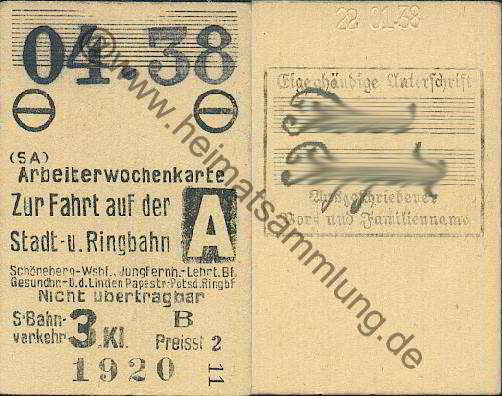 04.38
(SA)
Arbeiterwochenkarte
Zur Fahrt auf der
Stadt-u. Ringbahn
A
Schöneberg-Wsbf., Jungfernh.-Lehrt. Bf.
Gesundbr.-U.d. Linden Papestr. Potsd. Ringbf
Nicht übertragbar
S-Bahn-
verkehr 3. Kl.
B
Preisst 2
1920
11
22 01.38
Eigenhändige Unterschrift
Ausgeschriebener
Vor- und Familienname
@www.heimatsammlung.de